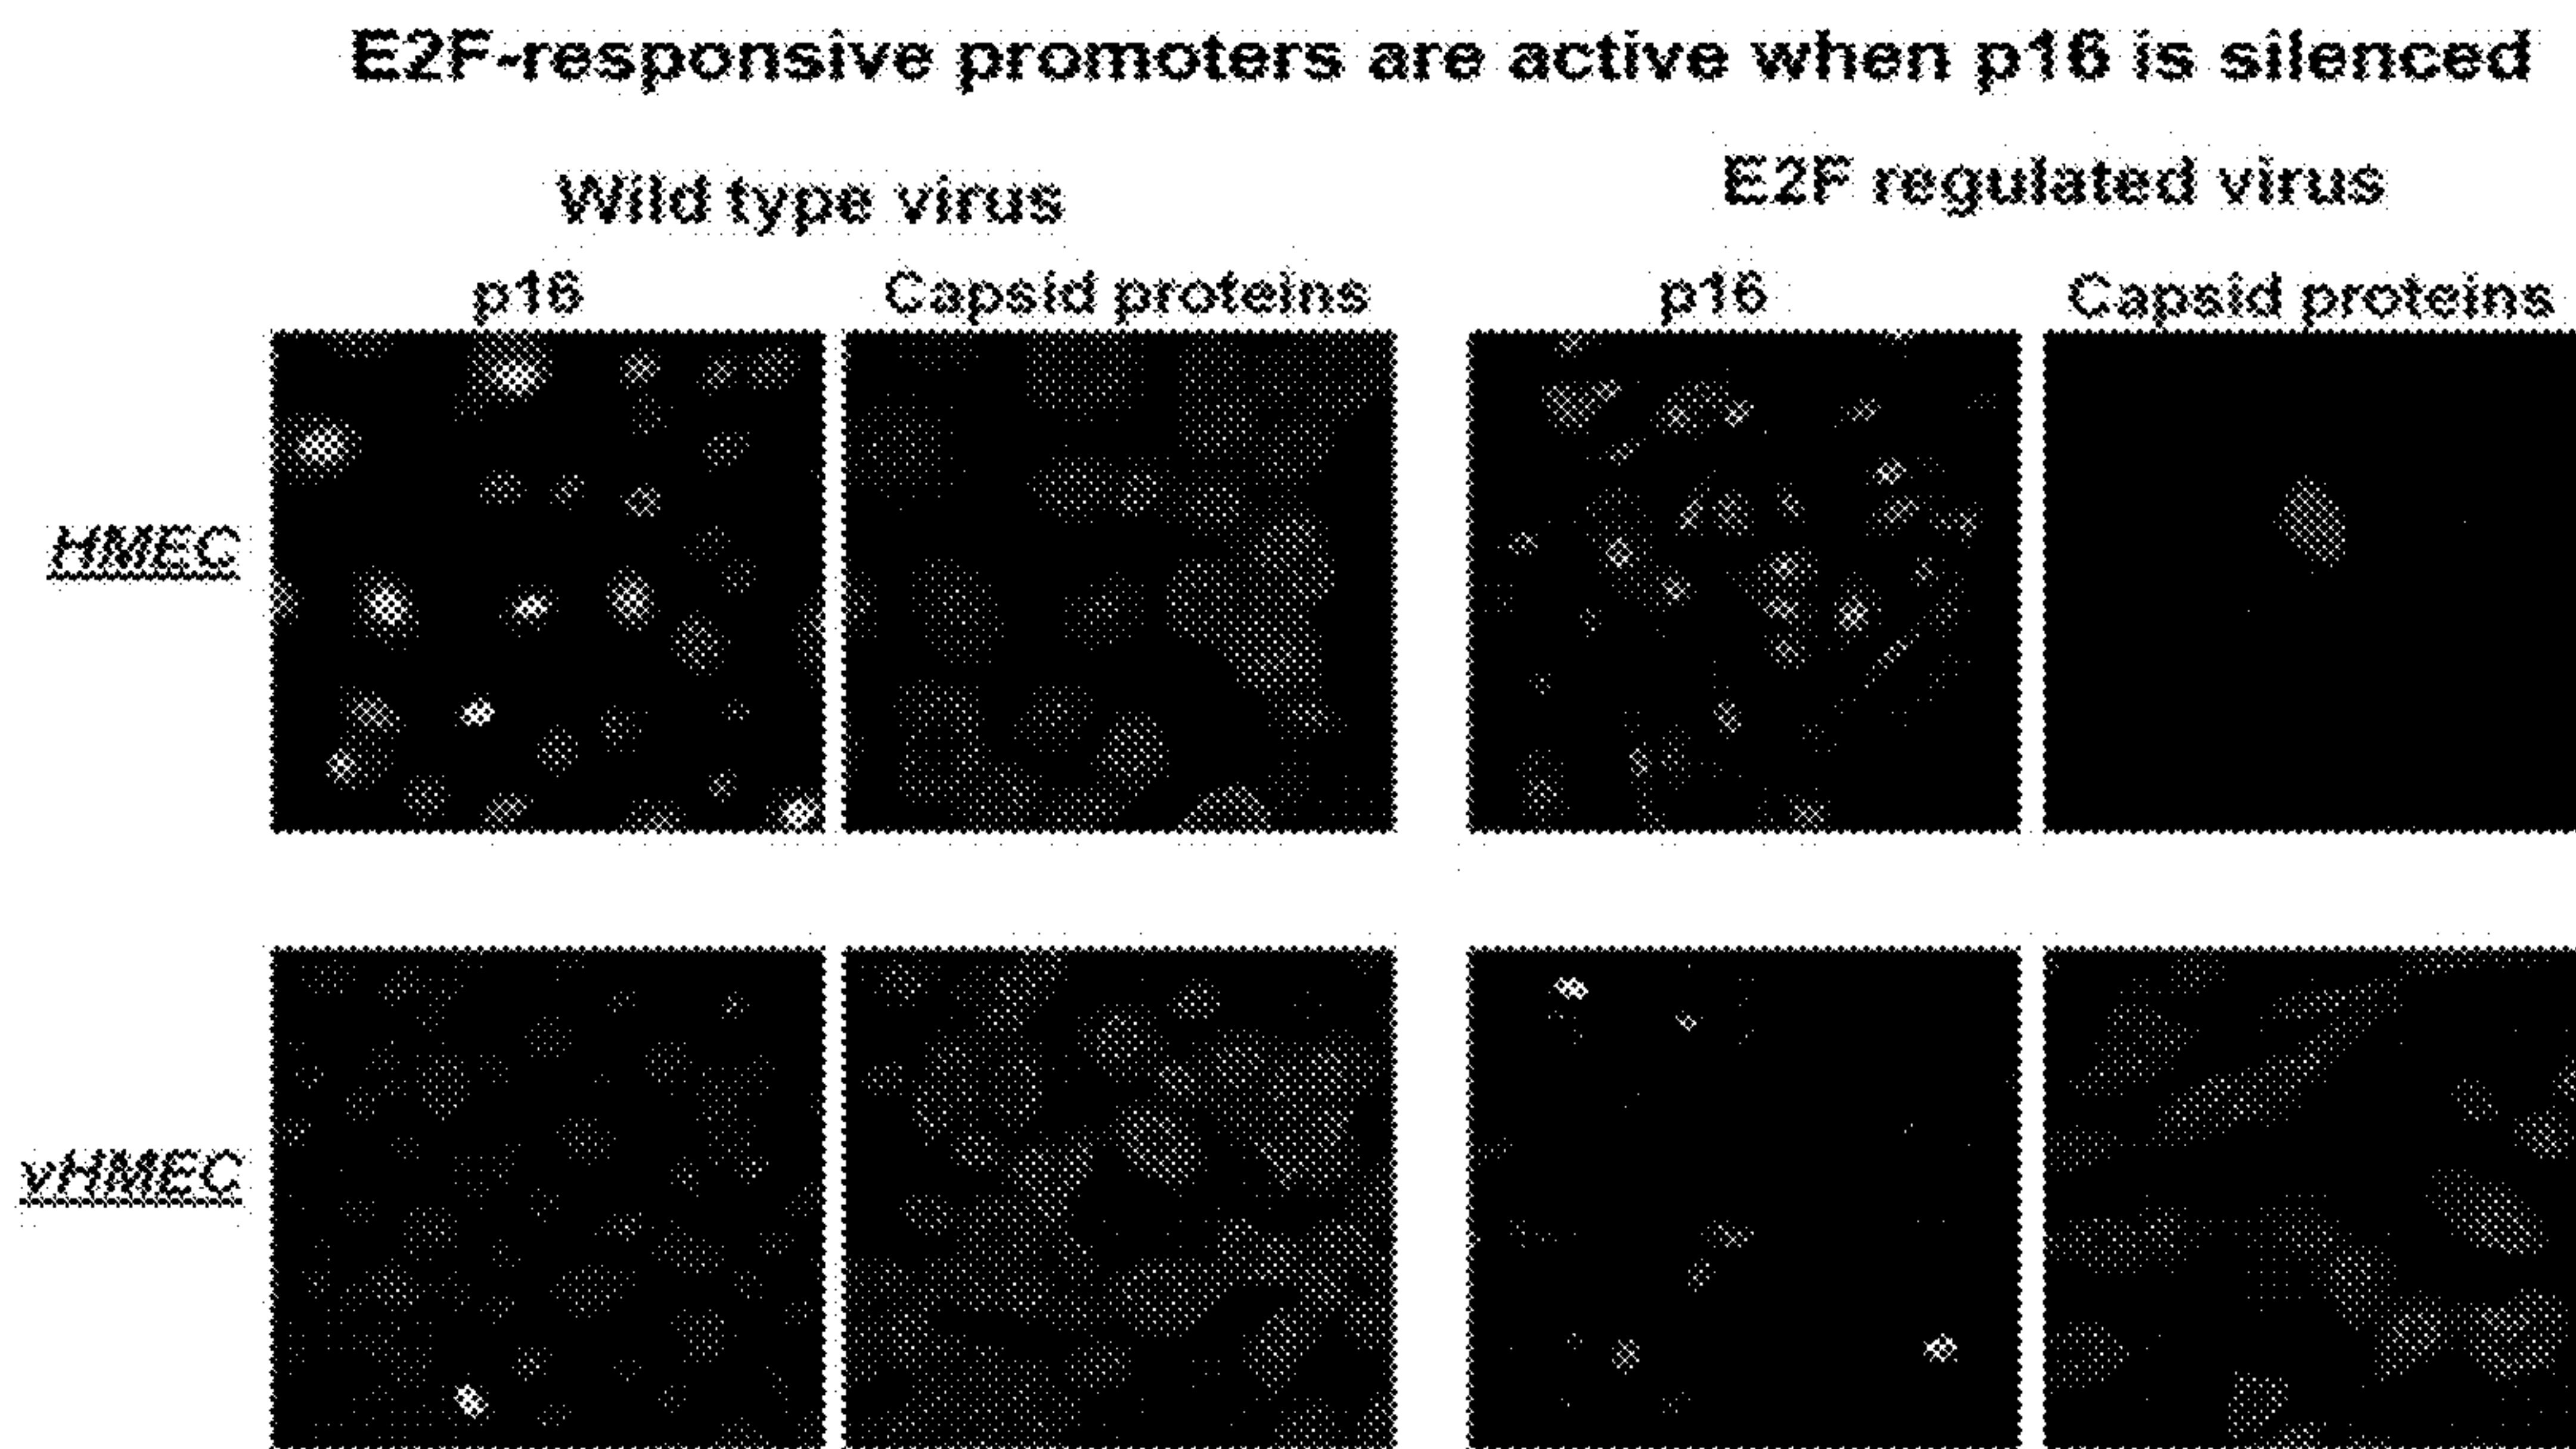 E2F-responsive promoters are active when p16 is silenced
Wild type virus
E2F regulated virus
p16
Capsid proteins
p16
Capsid proteins
HMEC
vHMEC